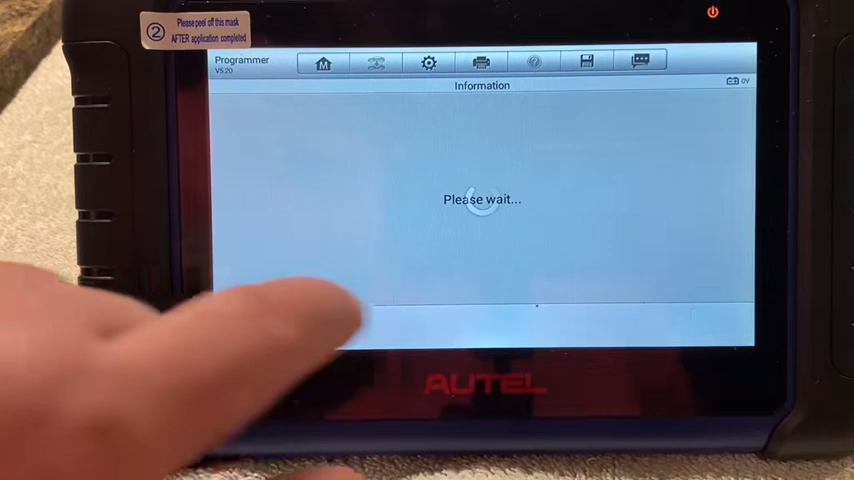 ② Please peel off this mask
AFTER application completed
Programmer
V5.20
M
Information
0V
Please wait...
AUTEL